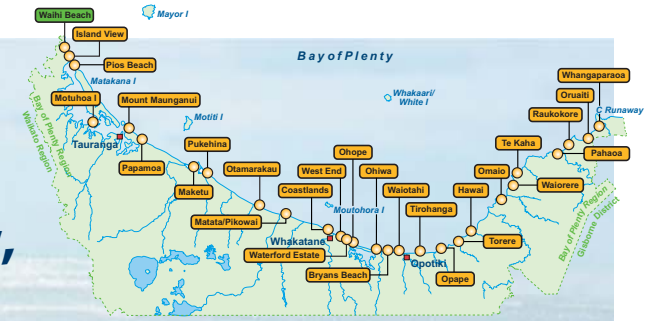 Waihi Beach
Mayor I
Island View
Bay of Plenty
Pios Beach
Whangaparaoa
Matakana I
Whakaari/
White I
Oruaiti
Motuhoa I
Mount Maunganui
C Runaway
Raukokore
Motiti I
Tauranga
Pukehina
Ohope
Te Kaha
Pahaoa
Papamoa
Otamarakau
West End
Ohiwa
Omaio
Maketu
Coastlands
Waiotahi
Hawai
Waiorere
Moutohora I
Tirohanga
Matata/Pikowai
Whakatane
Torere
Waterford Estate
Opotiki
Bryans Beach
Opape
Bay of Plenty Region
Waikato Region
Bay of Plenty Region
Gisborne District
,